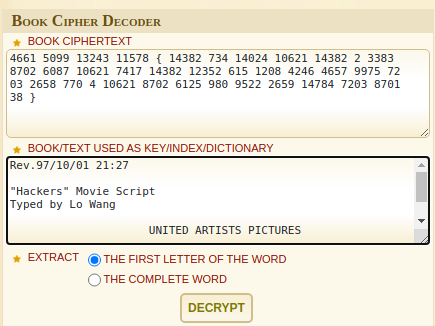 Book Cipher Decoder
★ BOOK CIPHERTEXT
4661 5099 13243 11578 { 14382 734 14024 10621 14382 2 3383
8702 6087 10621 7417 14382 12352 615 1208 4246 4657 9975 72
03 2658 770 4 10621 8702 6125 980 9522 2659 14784 7203 8701
38 }
★ BOOK/TEXT USED AS KEY/INDEX/DICTIONARY
Rev.97/10/01 21:27
"Hackers" Movie Script
Typed by Lo Wang
UNITED ARTISTS PICTURES
★ EXTRACT THE FIRST LETTER OF THE WORD
THE COMPLETE WORD
DECRYPT